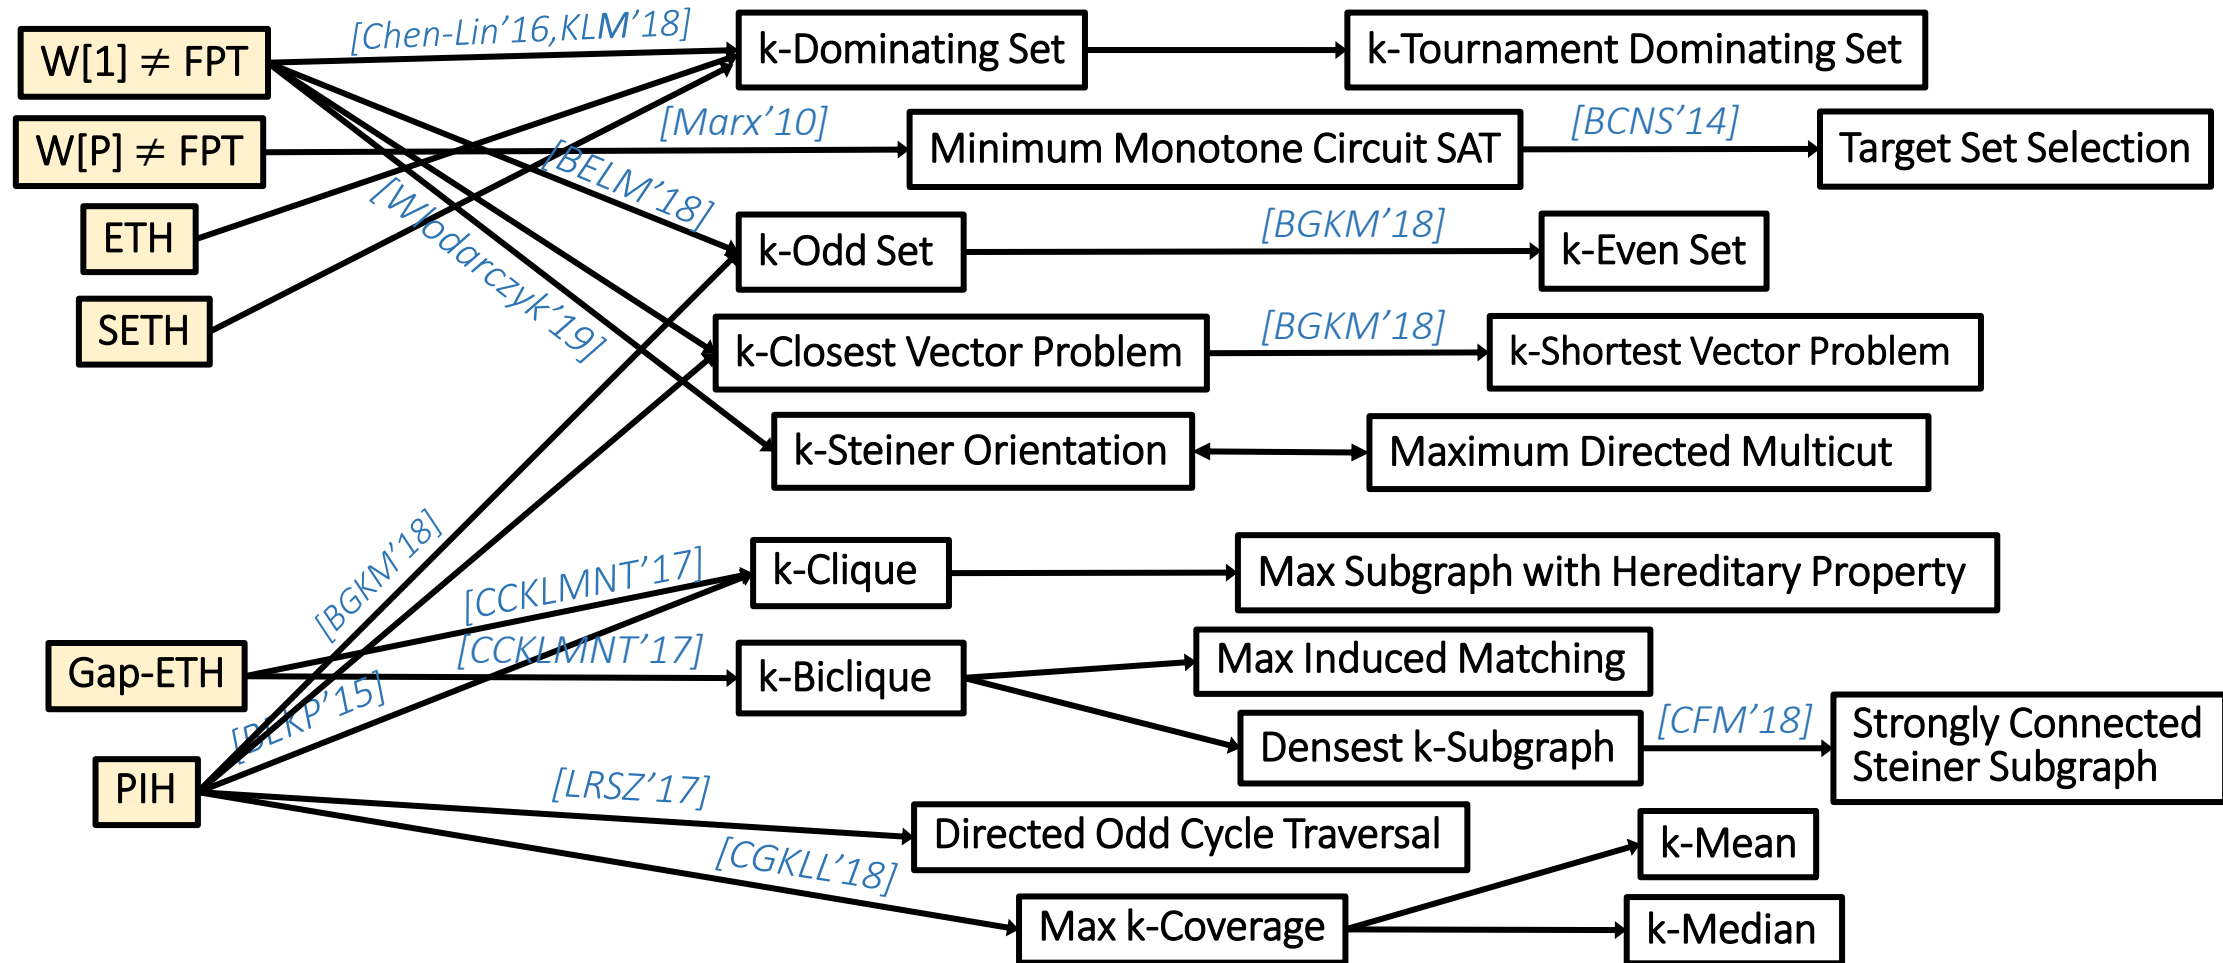 [Chen-Lin’16,KLM’18]
W[1] ≠ FPT
k-Dominating Set
k-Tournament Dominating Set
[Marx’10]
[BCNS’14]
W[P] ≠ FPT
Minimum Monotone Circuit SAT
Target Set Selection
[BELM’18]
[Wlodarczyk’19]
ETH
k-Odd Set
[BGKM’18]
k-Even Set
SETH
k-Closest Vector Problem
[BGKM’18]
k-Shortest Vector Problem
k-Steiner Orientation
Maximum Directed Multicut
[BGKM’18]
[CCKLMNT’17]
k-Clique
Max Subgraph with Hereditary Property
Gap-ETH
[CCKLMNT’17]
k-Biclique
Max Induced Matching
[BEKP’15]
Densest k-Subgraph
[CFM’18]
Strongly Connected
Steiner Subgraph
PIH
[LRSZ’17]
Directed Odd Cycle Traversal
[CGKLL’18]
k-Mean
Max k-Coverage
k-Median